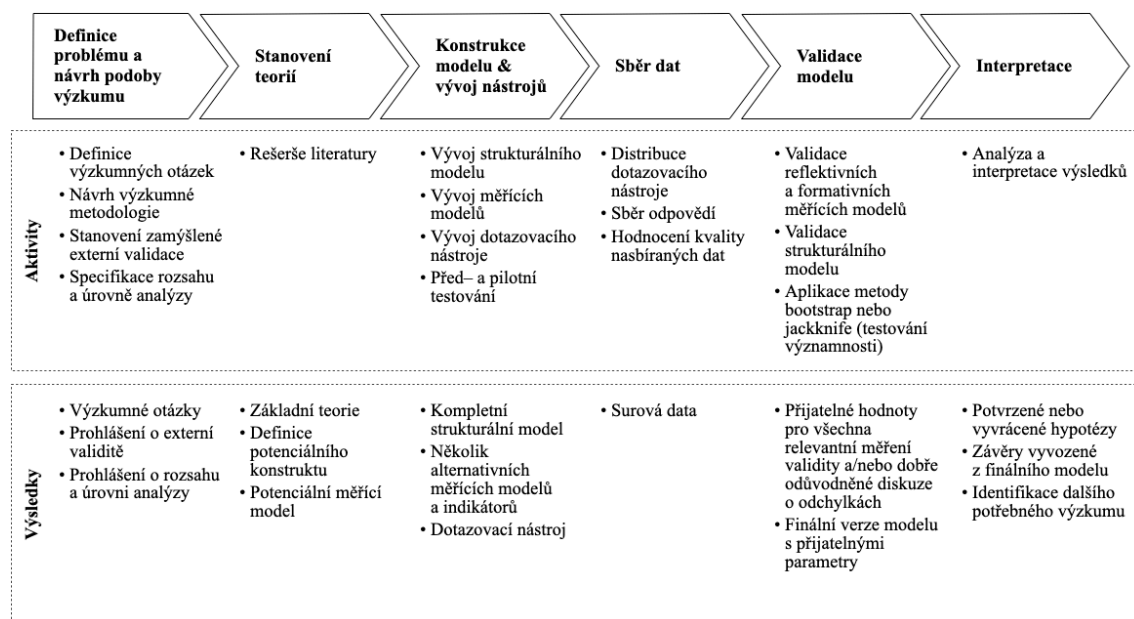 Definice
problému a
návrh podoby
výzkumu
Stanovení
teorií
Konstrukce
modelu &
vývoj nástrojů
Sběr dat
Validace
modelu
Interpretace
Aktivity
• Definice
výzkumných otázek
• Návrh výzkumné
metodologie
• Stanovení zamýšlené
externí validace
• Specifikace rozsahu
a úrovně analýzy
• Rešerše literatury
• Vývoj strukturálního
modelu
• Vývoj měřících
modelů
• Vývoj dotazovacího
nástroje
• Před– a pilotní
testování
• Distribuce
dotazovacího
nástroje
• Sběr odpovědí
• Hodnocení kvality
nasbíraných dat
• Validace
reflektivních
a formativních
měřících modelů
• Validace
strukturálního
modelu
• Aplikace metody
bootstrap nebo
jackknife (testování
významnosti)
• Analýza a
interpretace výsledků
Výsledky
• Výzkumné otázky
• Prohlášení o externí
validitě
• Prohlášení o rozsahu
a úrovni analýzy
• Základní teorie
• Definice
potenciálního
konstruktu
• Potenciální měřící
model
• Kompletní
strukturální model
• Několik
alternativních
měřících modelů
a indikátorů
• Dotazovací nástroj
• Surová data
• Přijatelné hodnoty
pro všechna
relevantní měření
validity a/nebo dobře
odůvodněné diskuze
o odchylkách
• Finální verze modelu
s přijatelnými
parametry
• Potvrzené nebo
vyvrácené hypotézy
• Závěry vyvozené
z finálního modelu
• Identifikace dalšího
potřebného výzkumu